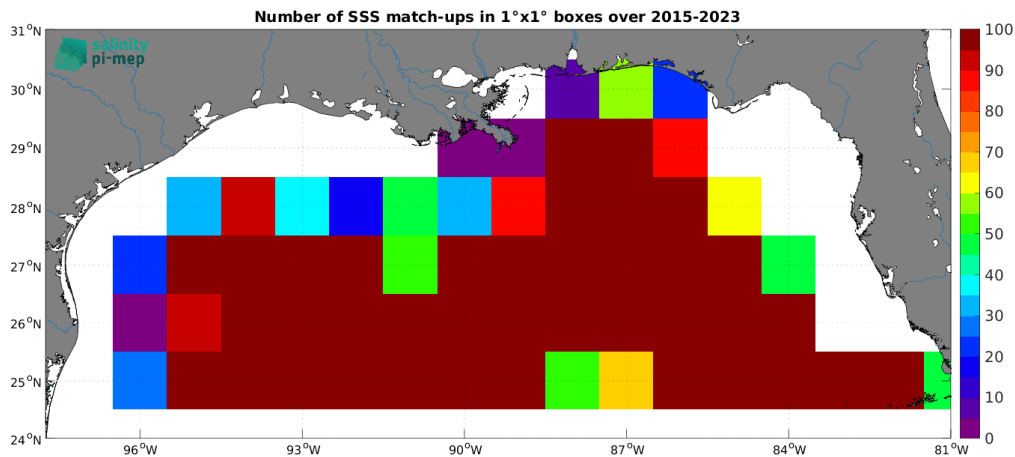 Number of SSS match-ups in 1°x1° boxes over 2015-2023
salinity
pi-mep
31°N
30°N
29°N
28°N
27°N
26°N
25°N
24°N
96°W
93°W
90°W
87°W
84°W
81°W
100
90
80
70
60
50
40
30
20
10
0